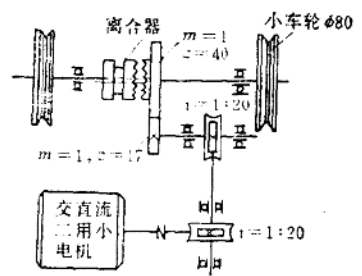 离合器
小车轮φ80
m=1
z=40
i=1:20
m=1,z=17
交直流
二用小
电机
i=1:20